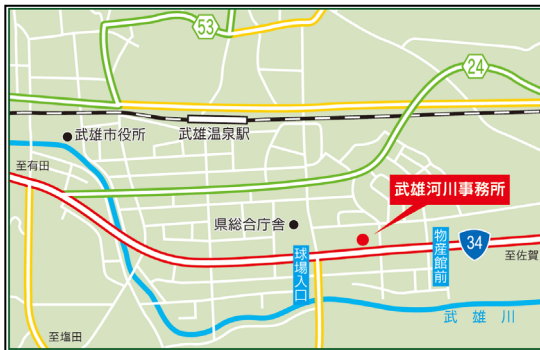 53
24
武雄市役所
武雄温泉駅
至有田
武雄河川事務所
県総合庁舎
球場入口
物産館前
34
至佐賀
武雄川
至塩田